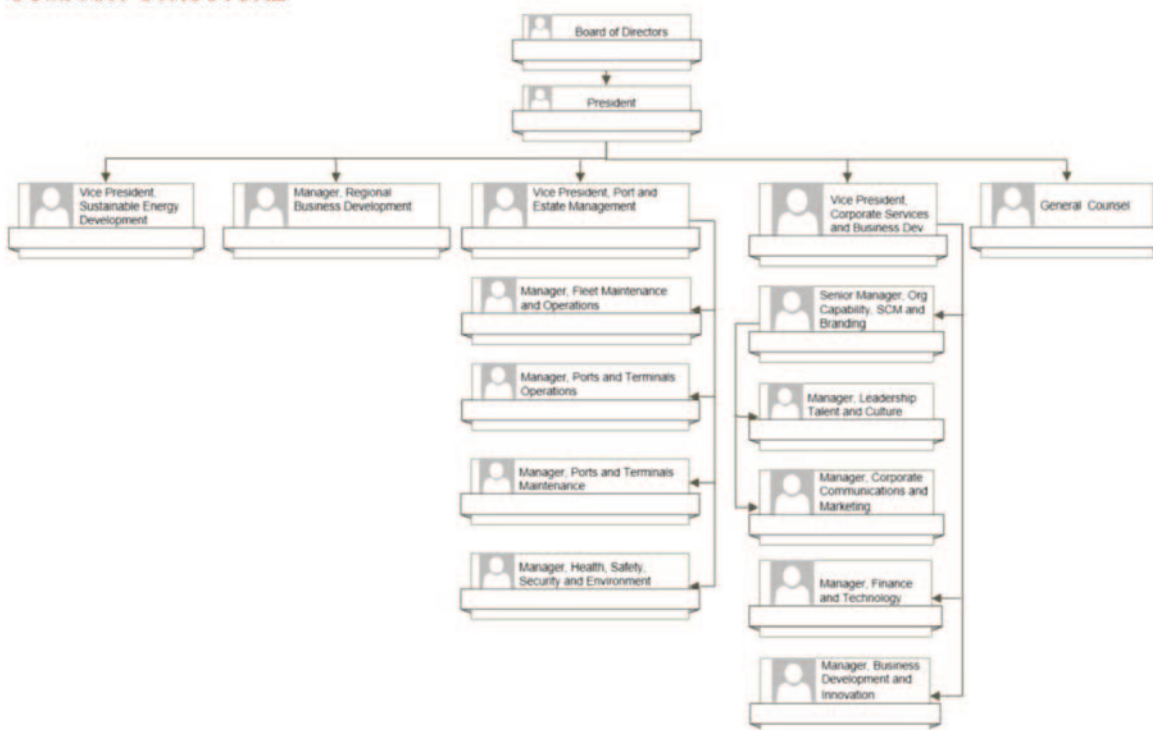 Board of Directors
President
Vice President,
Sustainable Energy
Development
Manager, Regional
Business Development
Vice President, Port and
Estate Management
Vice President,
Corporate Services
and Business Dev
General Counsel
Manager, Fleet Maintenance
and Operations
Senior Manager, Org
Capability, SCM and
Branding
Manager, Ports and Terminals
Operations
Manager, Leadership
Talent and Culture
Manager, Ports and Terminals
Maintenance
Manager, Corporate
Communications and
Marketing
Manager, Health, Safety,
Security and Environment
Manager, Finance
and Technology
Manager, Business
Development and
Innovation